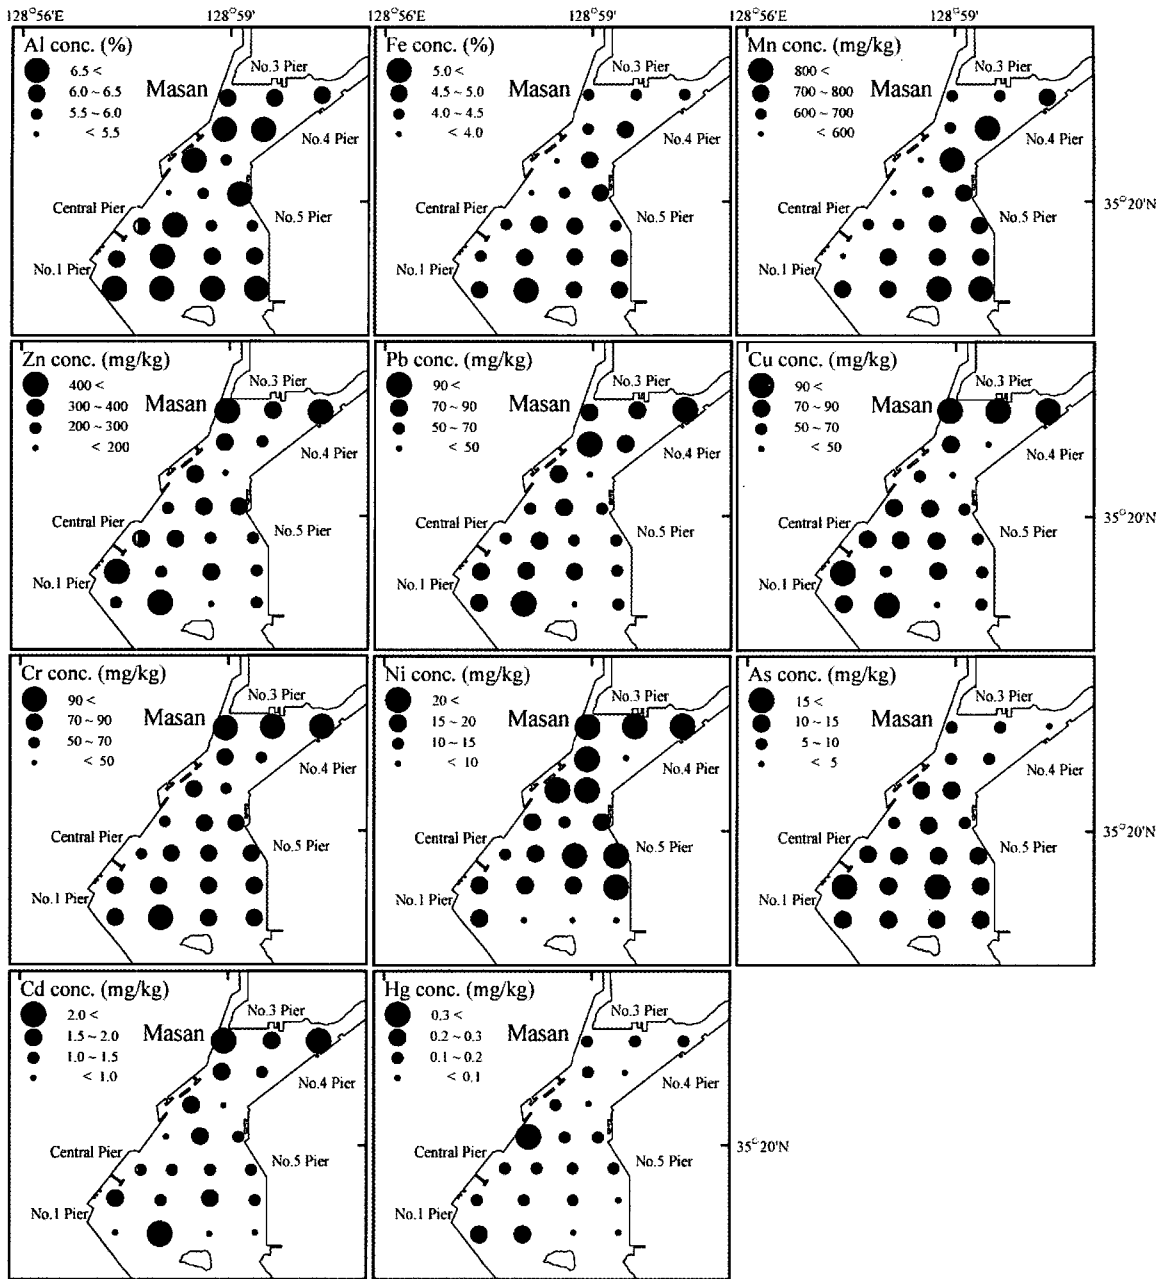 128°56'E 128°59' 128°56'E 128°59' 128°56'E 128°59'
Al conc. (%)
6.5 <
6.0 ~ 6.5
5.5 ~ 6.0
< 5.5
Masan
No.3 Pier
No.4 Pier
Central Pier
No.5 Pier
No.1 Pier
Fe conc. (%)
5.0 <
4.5 ~ 5.0
4.0 ~ 4.5
< 4.0
Masan
No.3 Pier
No.4 Pier
Central Pier
No.5 Pier
No.1 Pier
Mn conc. (mg/kg)
800 <
700 ~ 800
600 ~ 700
< 600
Masan
No.3 Pier
No.4 Pier
Central Pier
No.5 Pier
No.1 Pier
35°20'N
Zn conc. (mg/kg)
400 <
300 ~ 400
200 ~ 300
< 200
Masan
No.3 Pier
No.4 Pier
Central Pier
No.5 Pier
No.1 Pier
Pb conc. (mg/kg)
90 <
70 ~ 90
50 ~ 70
< 50
Masan
No.3 Pier
No.4 Pier
Central Pier
No.5 Pier
No.1 Pier
Cu conc. (mg/kg)
90 <
70 ~ 90
50 ~ 70
< 50
Masan
No.3 Pier
No.4 Pier
Central Pier
No.5 Pier
No.1 Pier
35°20'N
Cr conc. (mg/kg)
90 <
70 ~ 90
50 ~ 70
< 50
Masan
No.3 Pier
No.4 Pier
Central Pier
No.5 Pier
No.1 Pier
Ni conc. (mg/kg)
20 <
15 ~ 20
10 ~ 15
< 10
Masan
No.3 Pier
No.4 Pier
Central Pier
No.5 Pier
No.1 Pier
As conc. (mg/kg)
15 <
10 ~ 15
5 ~ 10
< 5
Masan
No.3 Pier
No.4 Pier
Central Pier
No.5 Pier
No.1 Pier
35°20'N
Cd conc. (mg/kg)
2.0 <
1.5 ~ 2.0
1.0 ~ 1.5
< 1.0
Masan
No.3 Pier
No.4 Pier
Central Pier
No.5 Pier
No.1 Pier
Hg conc. (mg/kg)
0.3 <
0.2 ~ 0.3
0.1 ~ 0.2
< 0.1
Masan
No.3 Pier
No.4 Pier
Central Pier
No.5 Pier
No.1 Pier
35°20'N